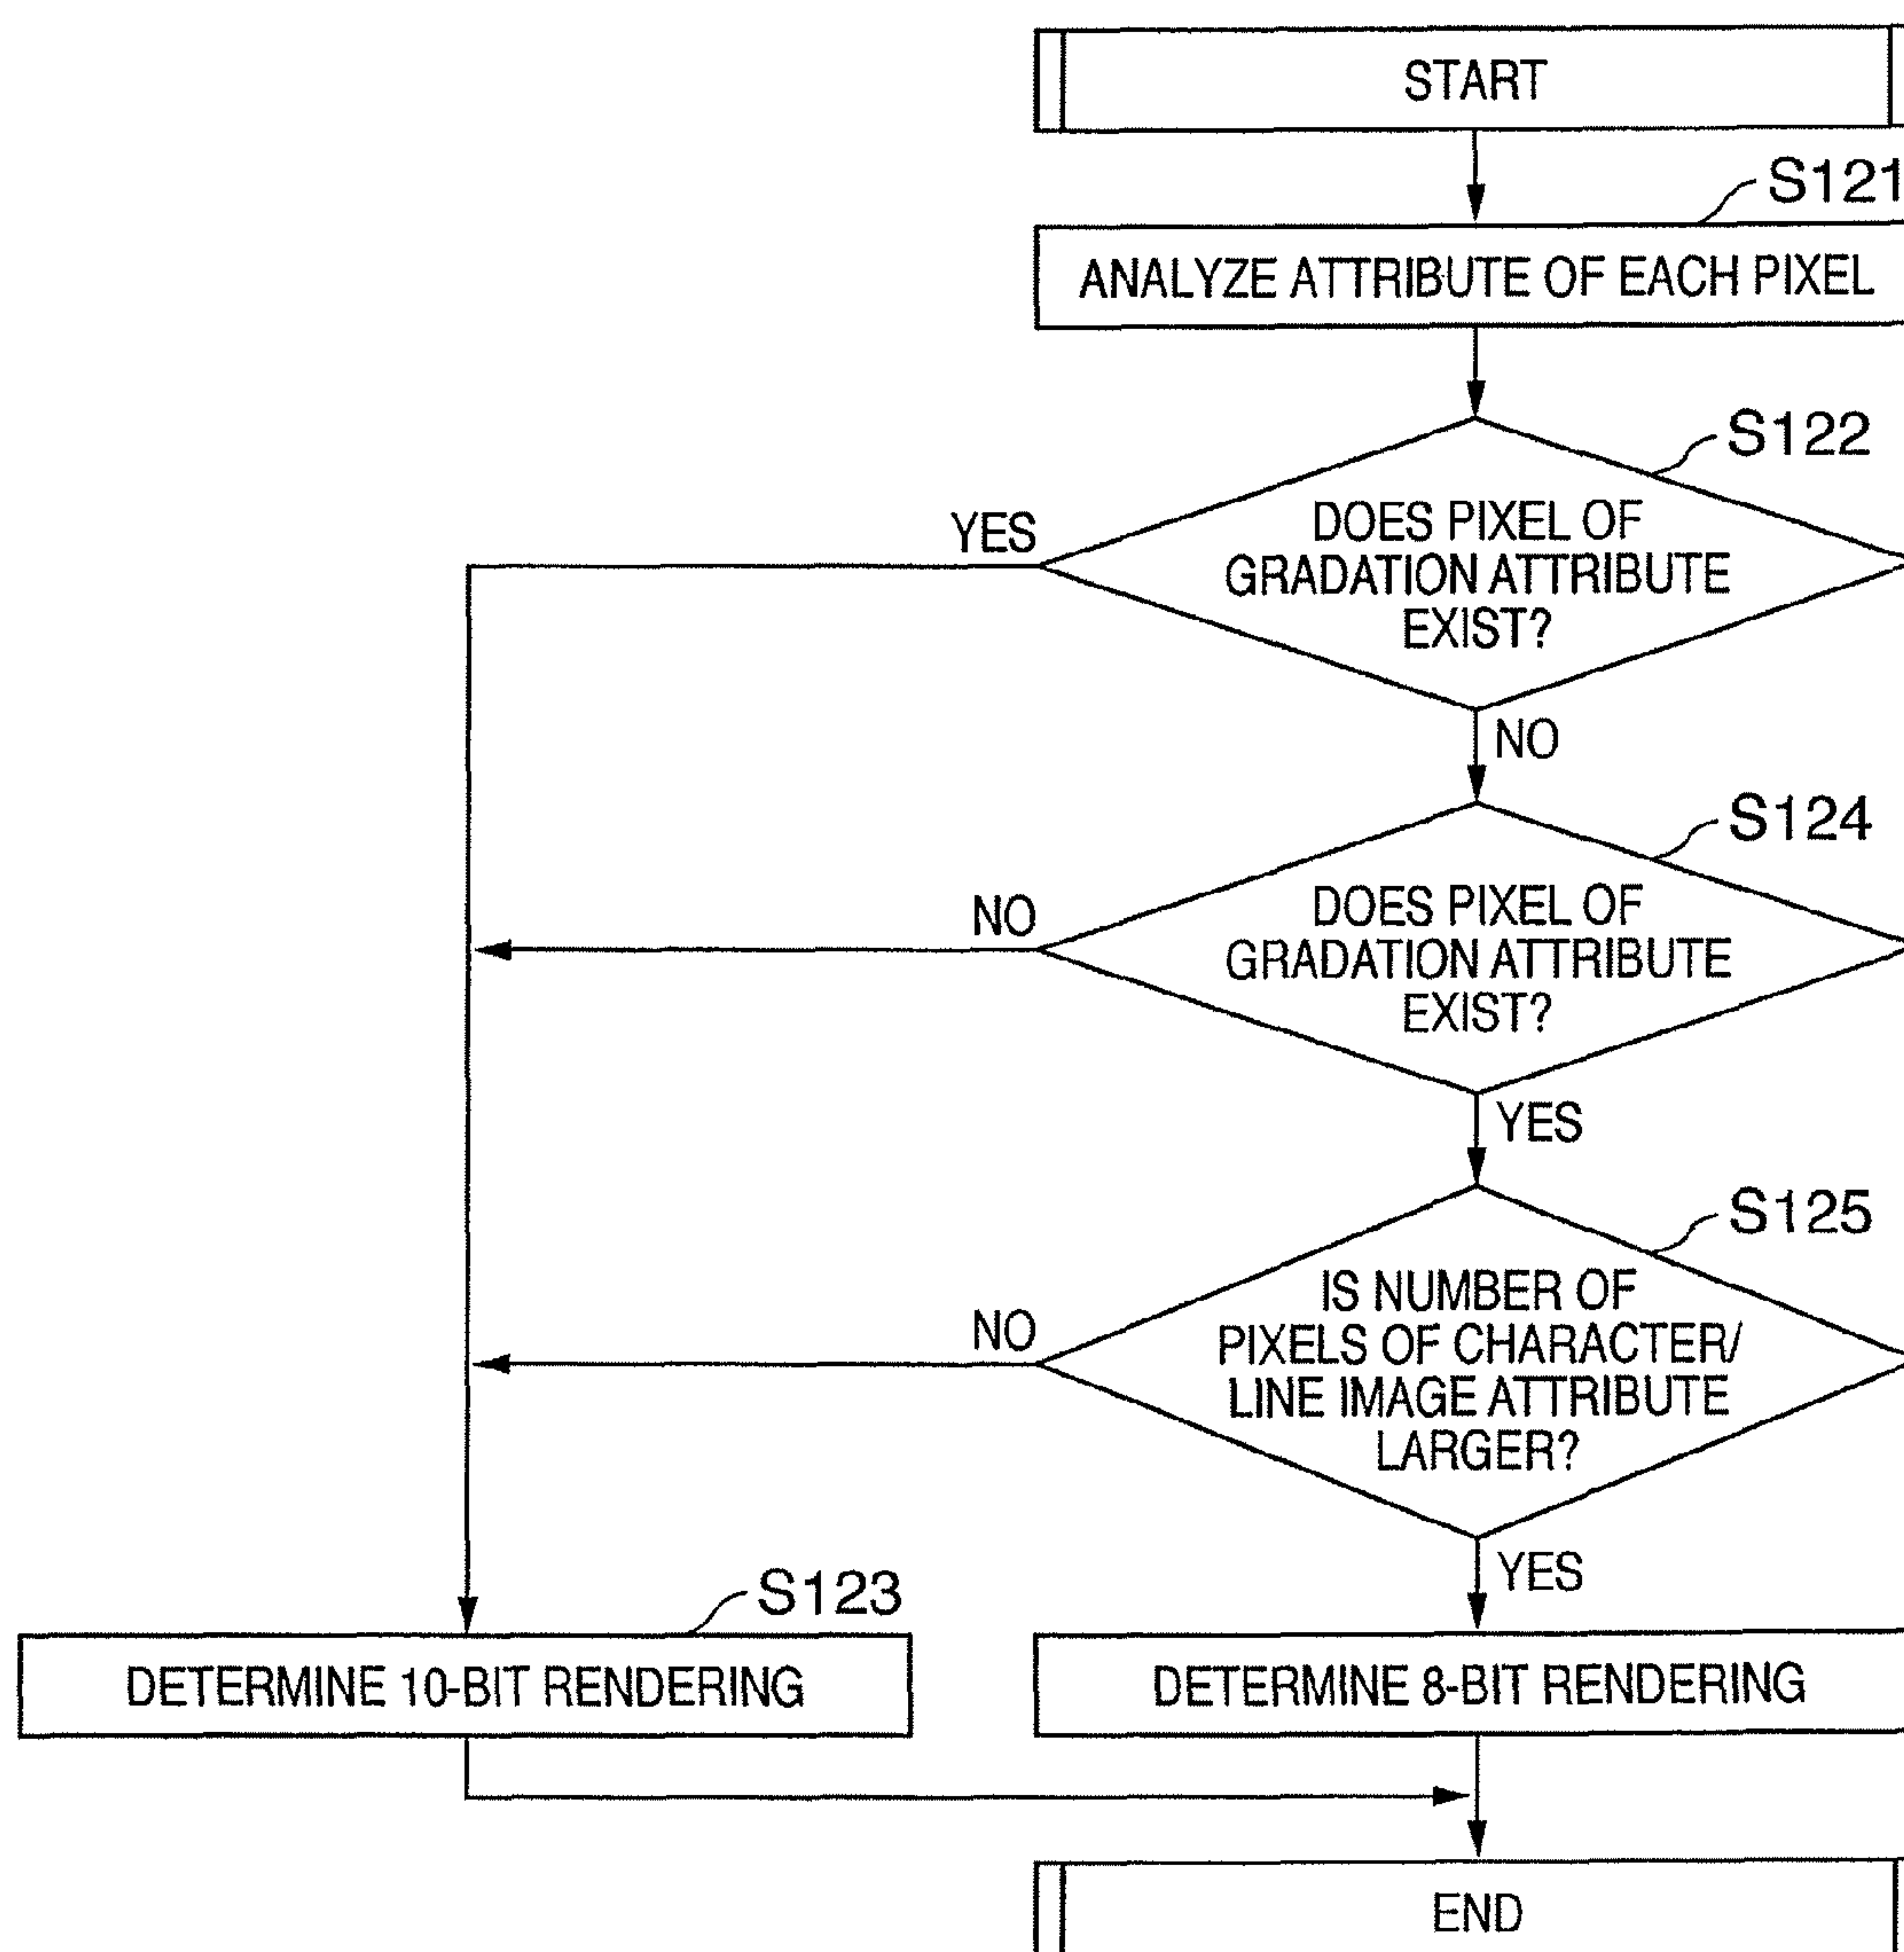 START
S121
ANALYZE ATTRIBUTE OF EACH PIXEL
S122
DOES PIXEL OF
GRADATION ATTRIBUTE
EXIST?
YES
NO
S124
DOES PIXEL OF
GRADATION ATTRIBUTE
EXIST?
NO
YES
S125
IS NUMBER OF
PIXELS OF CHARACTER/
LINE IMAGE ATTRIBUTE
LARGER?
NO
YES
S123
DETERMINE 10-BIT RENDERING
DETERMINE 8-BIT RENDERING
END